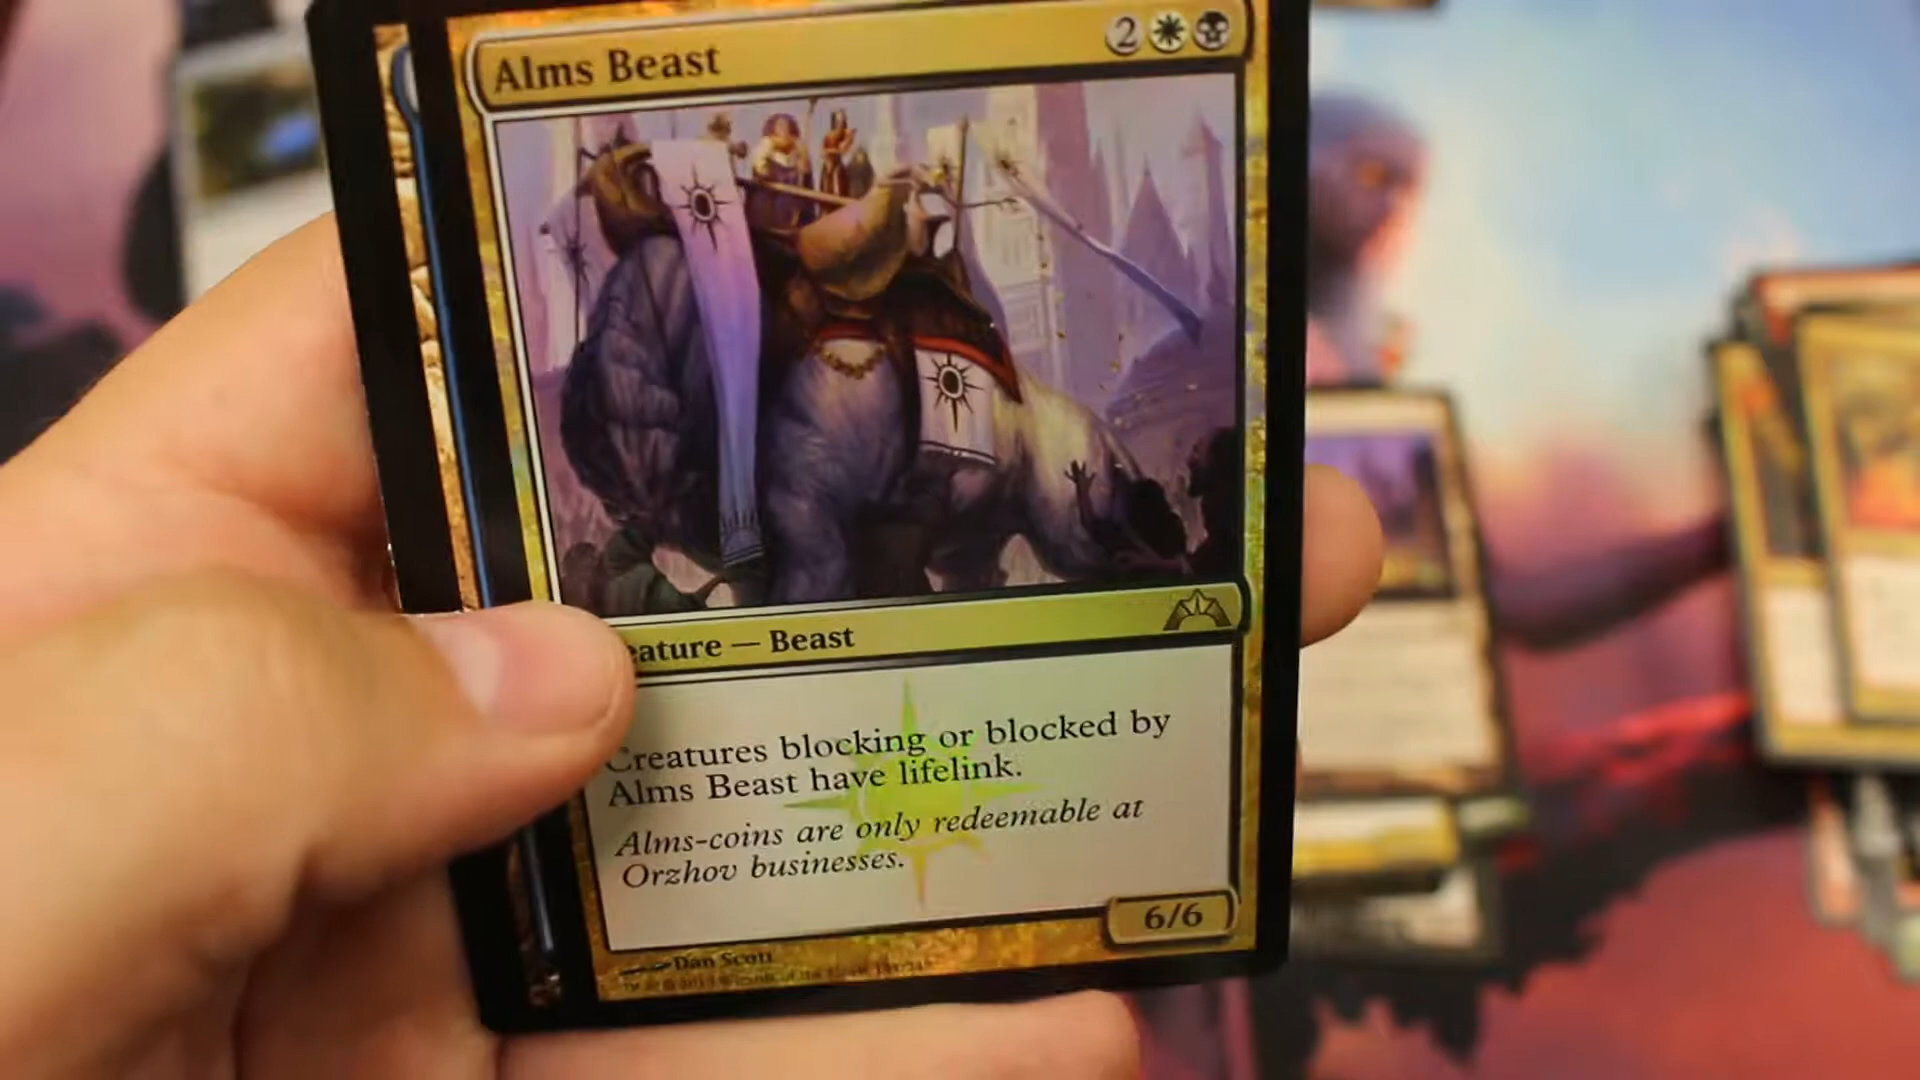 Alms Beast
2
eature — Beast
Creatures blocking or blocked by
Alms Beast have lifelink.
Alms-coins are only redeemable at
Orzhov businesses.
6/6
Dan Scott